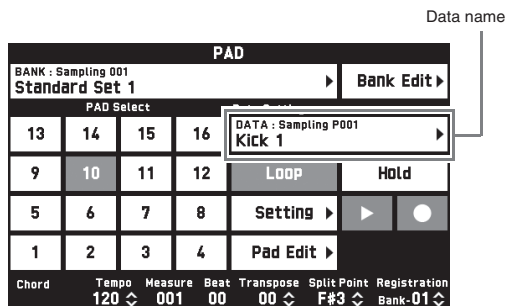 Data name
PAD
BANK : Sampling 001
Standard Set 1
Bank Edit
PAD Select
DATA : Sampling P001
Kick 1
13 14 15 16
9 10 11 12 Loop Hold
5 6 7 8 Setting
1 2 3 4 Pad Edit
Chord Tempo Measure Beat Transpose Split Point Registration
120 001 00 00 F#3 Bank-01